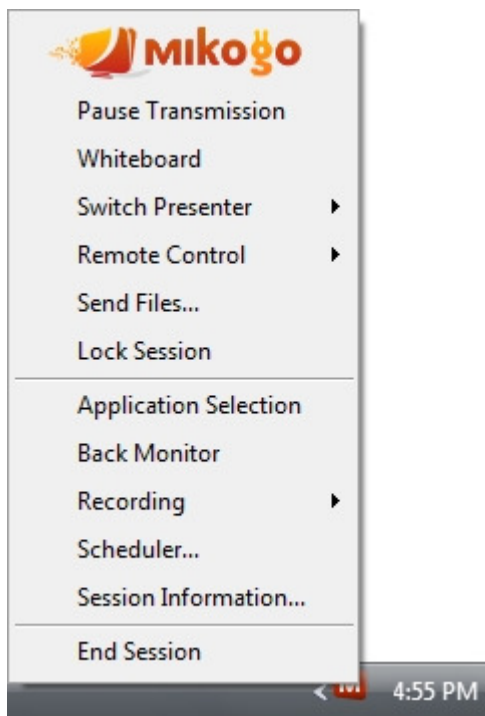 mikogo
Pause Transmission
Whiteboard
Switch Presenter
Remote Control
Send Files...
Lock Session
Application Selection
Back Monitor
Recording
Scheduler...
Session Information...
End Session
4:55 PM